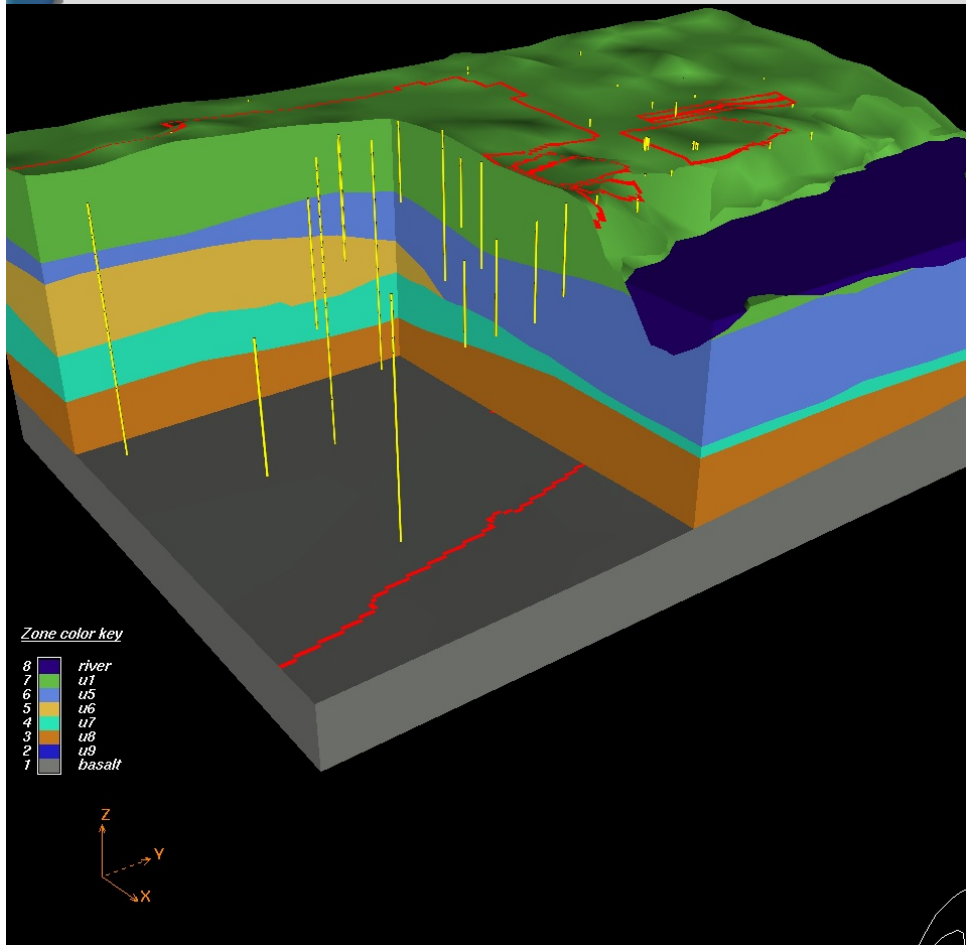 Zone color key
8 river
7 u1
6 u5
5 u6
4 u7
3 u8
2 u9
1 basalt
Z
Y
X